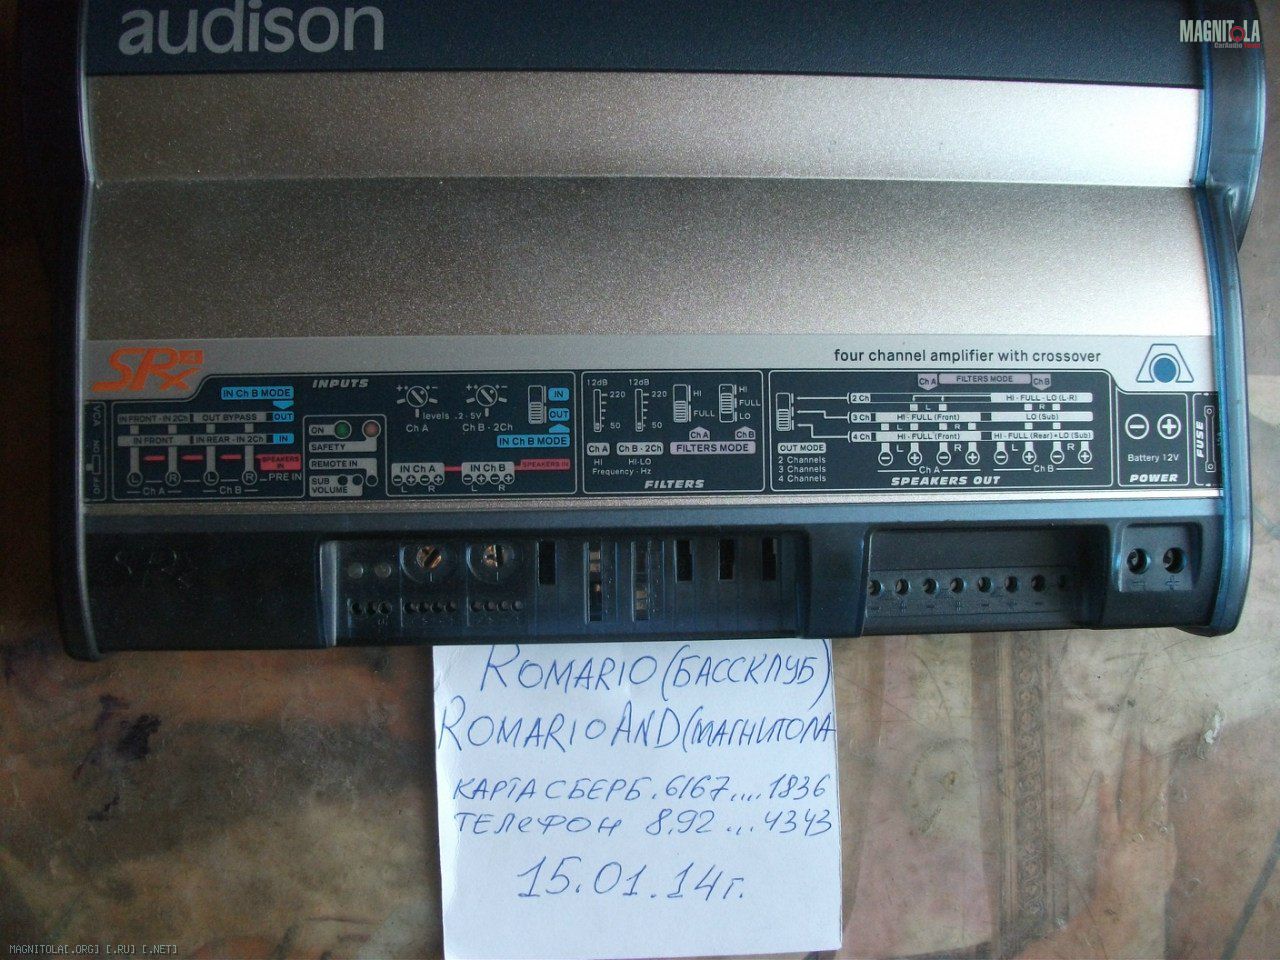 audison
MAGNITOLA
CarAudio
SRx4
four channel amplifier with crossover
IN Ch B MODE
INPUTS
IN FRONT - IN 2Ch OUT BYPASS OUT
IN FRONT IN REAR - IN 2Ch IN
SPEAKERS IN
L R L R PRE IN
Ch A Ch B
OFF ON
ON
SAFETY
REMOTE IN
SUB VOLUME
levels .2 - 5V
Ch A Ch B - 2Ch
IN
OUT
IN Ch B MODE
IN Ch A IN Ch B SPEAKERS IN
L R L R
12dB 12dB
220 220
50 50
HI
FULL
HI
FULL
LO
Ch A Ch B - 2Ch
HI HI-LO
Frequency - Hz
Ch A Ch B
FILTERS MODE
FILTERS
Ch A FILTERS MODE Ch B
2 Ch HI - FULL - LO (L-R)
L R
3 Ch HI - FULL (Front) LO (Sub)
L R L R
4 Ch HI - FULL (Front) HI - FULL (Rear) • LO (Sub)
OUT MODE
2 Channels
3 Channels
4 Channels
Ch A Ch B
SPEAKERS OUT
Battery 12V
POWER
FUSE
ROMARIO (БАССКЛУБ)
ROMARIOAND (МАГНИТОЛА
КАРТА СБЕРБ. 6167....1836
ТЕЛЕФОН 8.92...4343
15.01.14г.
MAGNITOLA[.ORG] [.RU] [.NET]